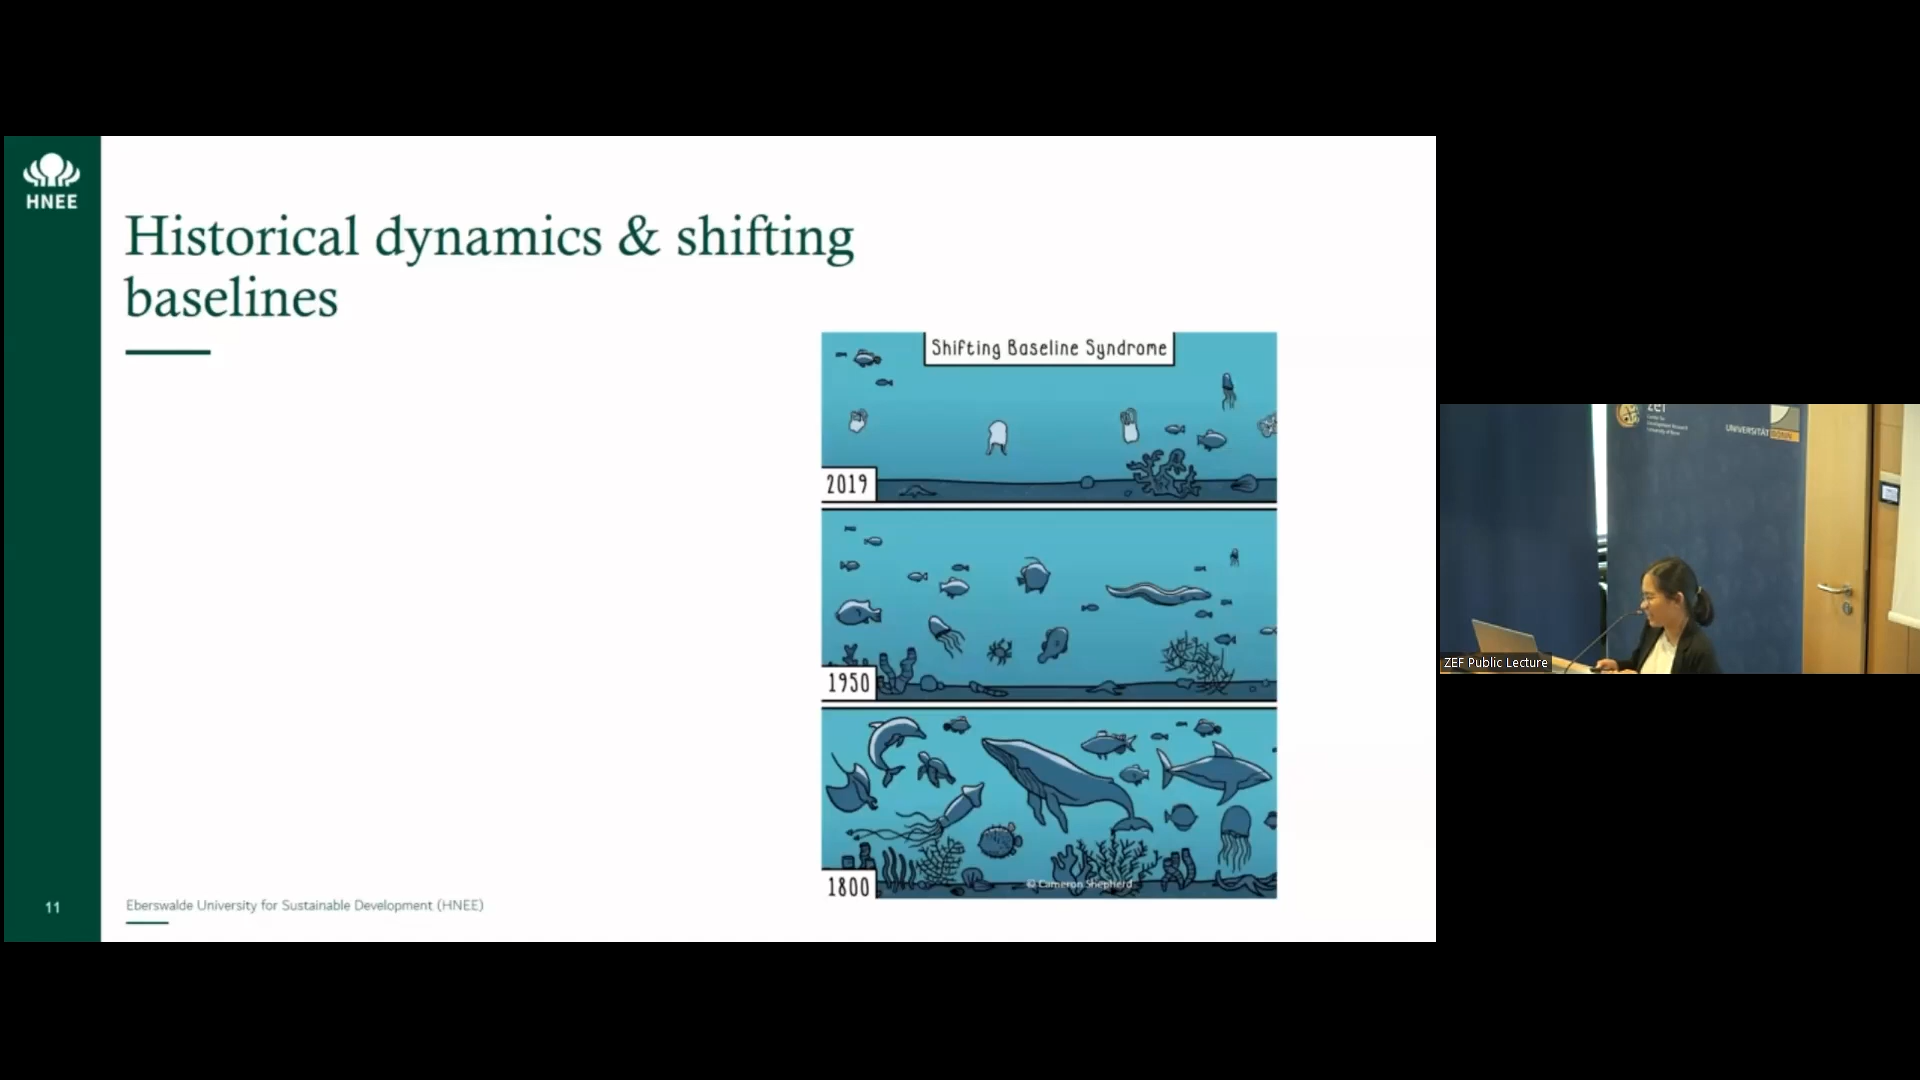 HNEE
Historical dynamics & shifting
baselines
Shifting Baseline Syndrome
2019
1950
1800
© Cameron Shepherd
11
Eberswalde University for Sustainable Development (HNEE)
zef
UNIVERSITÄT BONN
ZEF Public Lecture